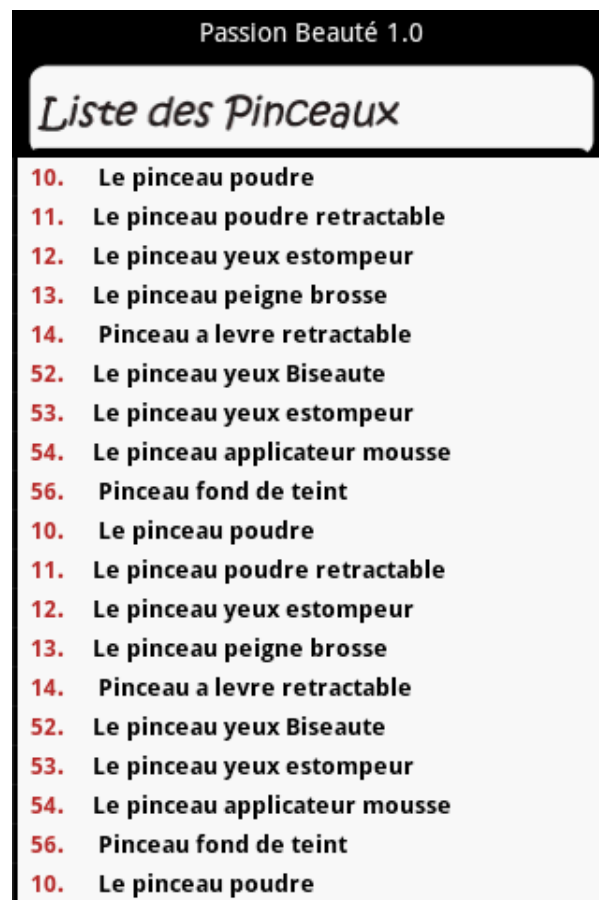 Passion Beauté 1.0
Liste des Pinceaux
10. Le pinceau poudre
11. Le pinceau poudre retractable
12. Le pinceau yeux estompeur
13. Le pinceau peigne brosse
14. Pinceau a levre retractable
52. Le pinceau yeux Biseaute
53. Le pinceau yeux estompeur
54. Le pinceau applicateur mousse
56. Pinceau fond de teint
10. Le pinceau poudre
11. Le pinceau poudre retractable
12. Le pinceau yeux estompeur
13. Le pinceau peigne brosse
14. Pinceau a levre retractable
52. Le pinceau yeux Biseaute
53. Le pinceau yeux estompeur
54. Le pinceau applicateur mousse
56. Pinceau fond de teint
10. Le pinceau poudre